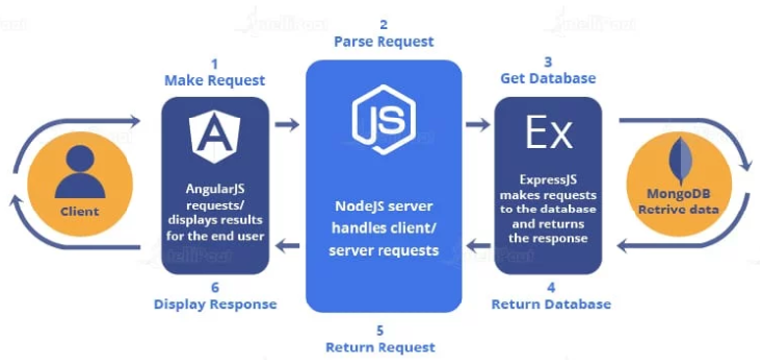 1
Make Request
2
Parse Request
3
Get Database
Client
A
AngularJS
requests/
displays results
for the end user
JS
NodeJS server
handles client/
server requests
Ex
ExpressJS
makes requests
to the database
and returns
the response
MongoDB
Retrive data
6
Display Response
5
Return Request
4
Return Database